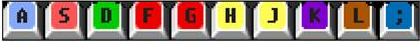 A S D F G H J K L ;